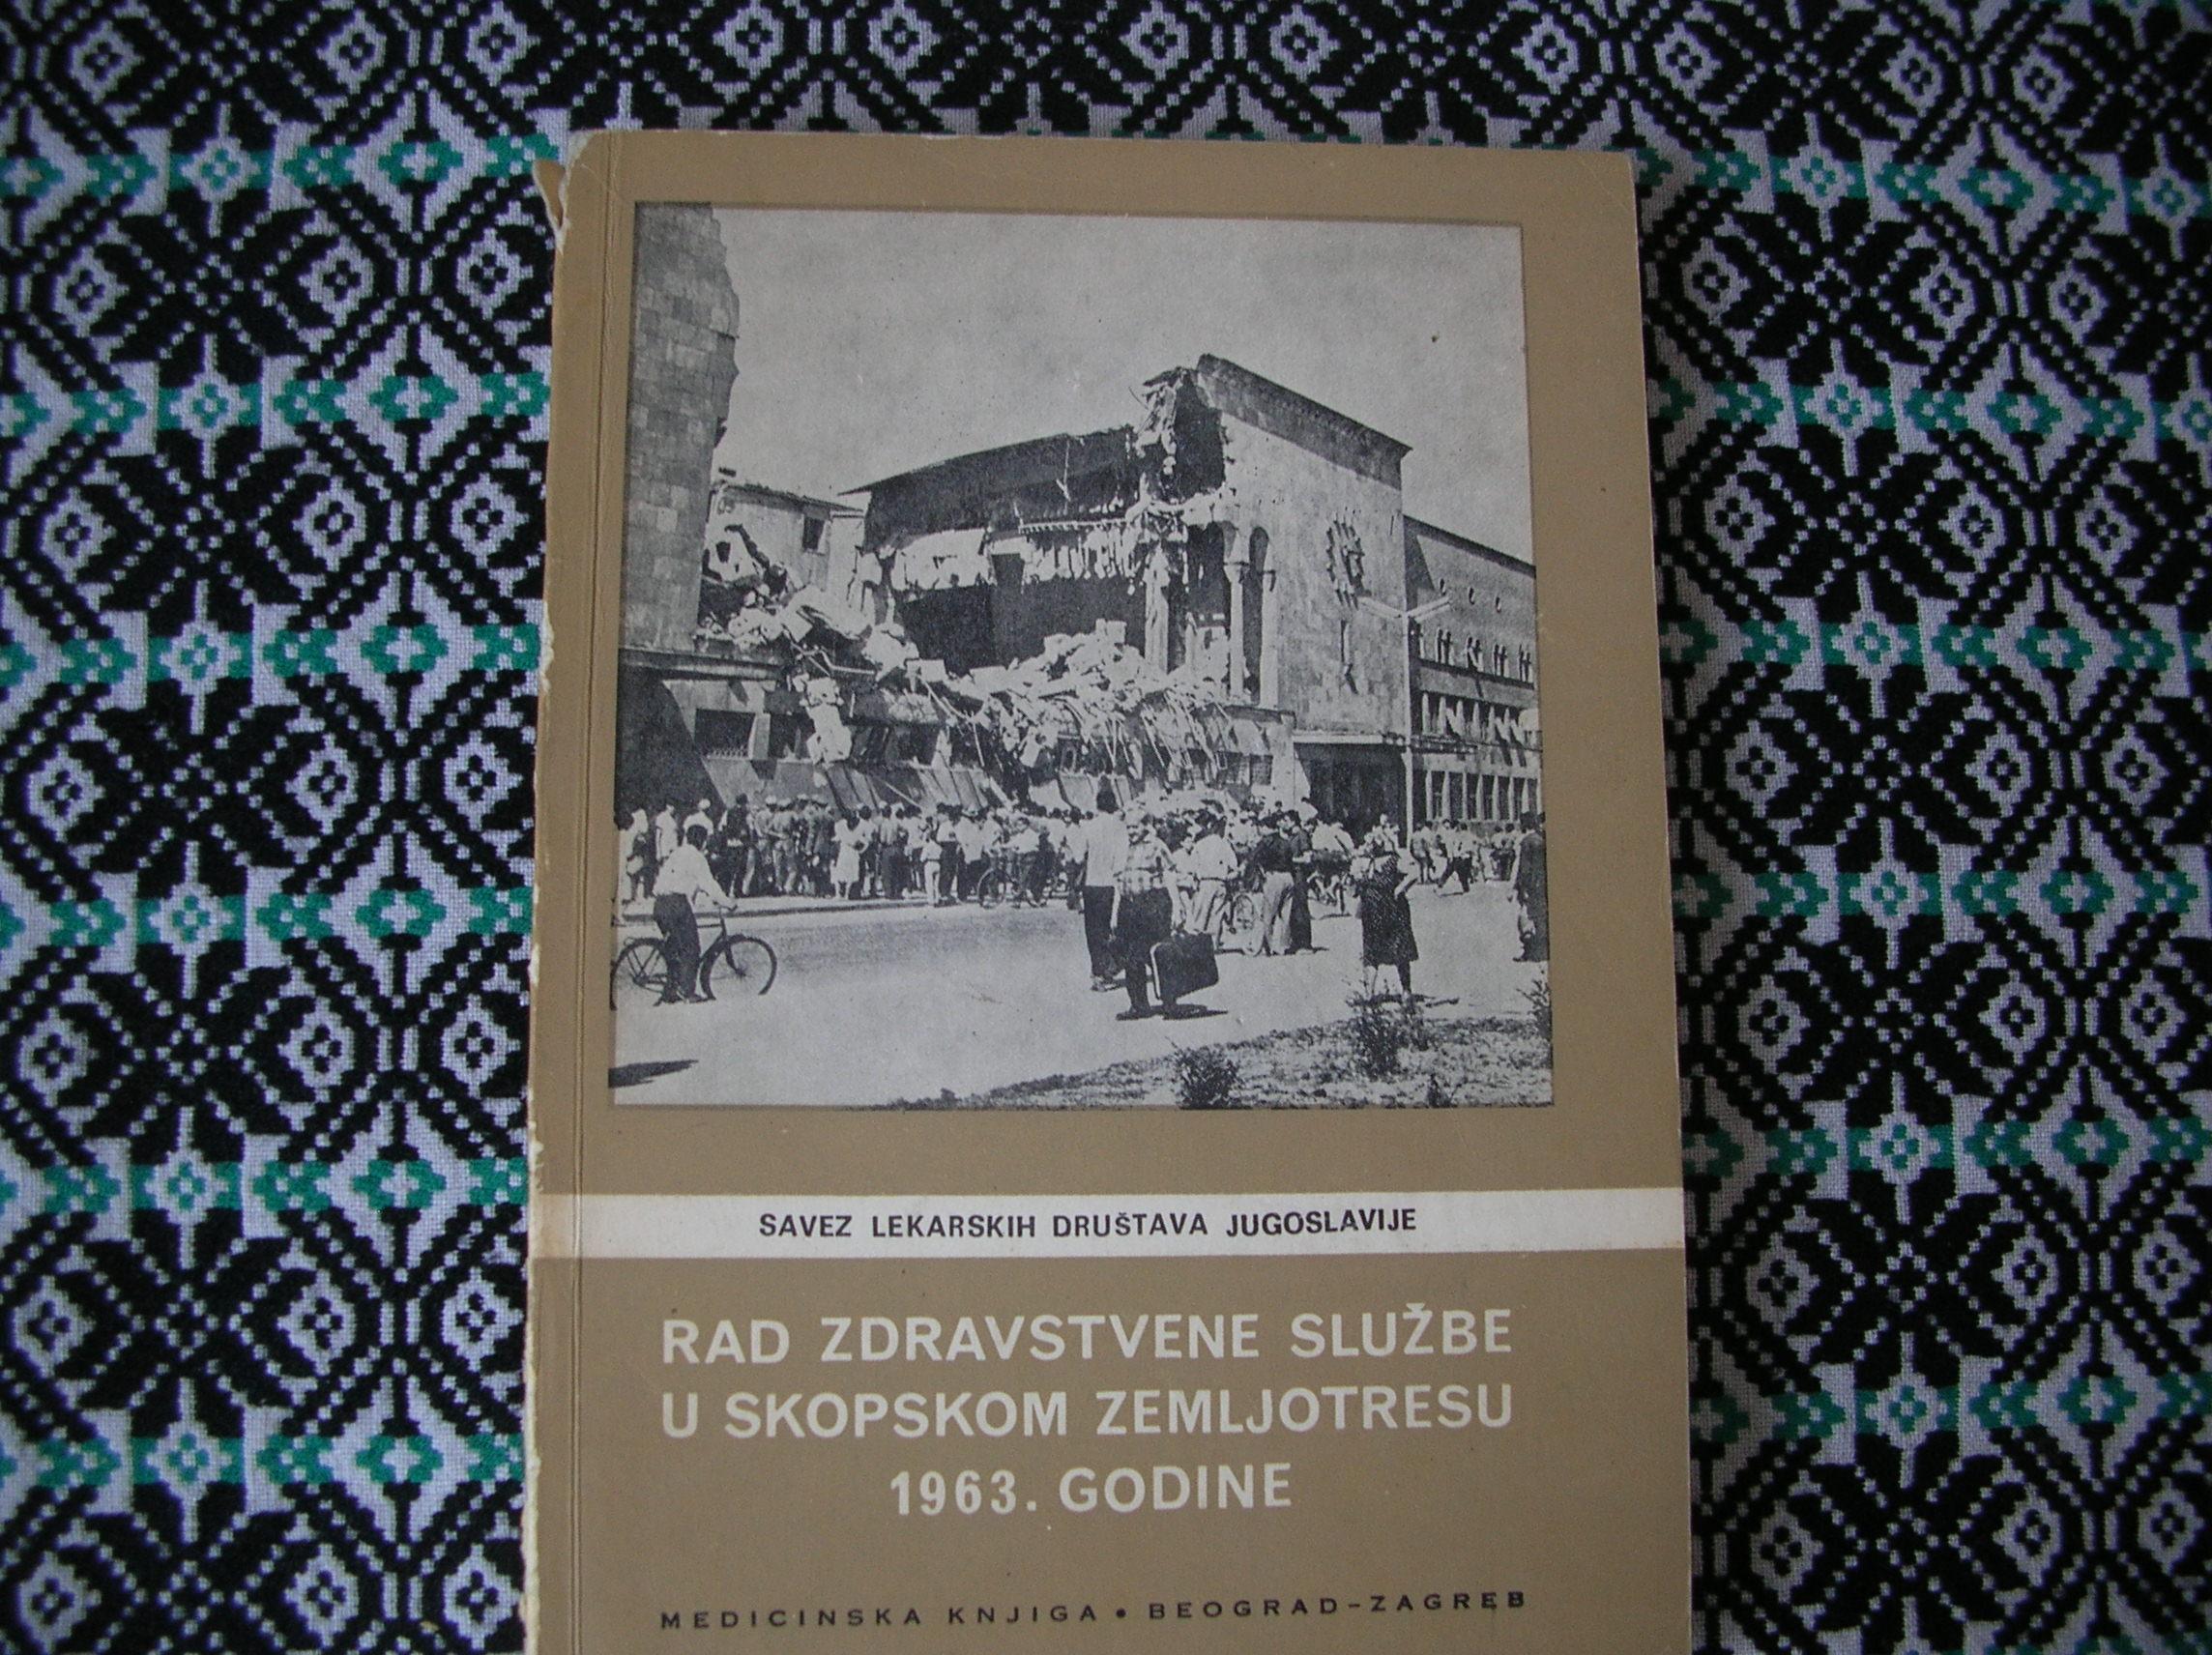 SAVEZ LEKARSKIH DRUŠTAVA JUGOSLAVIJE
RAD ZDRAVSTVENE SLUŽBE
U SKOPSKOM ZEMLJOTRESU
1963. GODINE
MEDICINSKA KNJIGA • BEOGRAD-ZAGREB